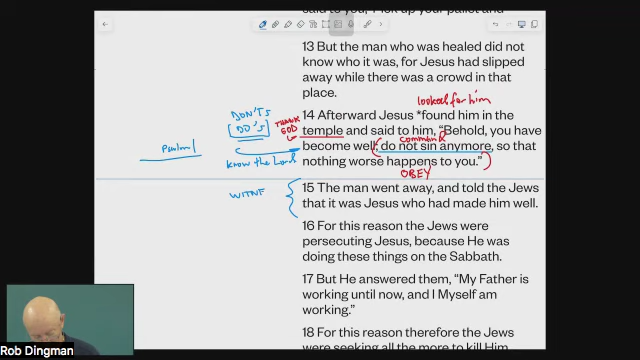 said to you, 'Pick up your pallet and
13 But the man who was healed did not
know who it was, for Jesus had slipped
away while there was a crowd in that
place.
looked for him
14 Afterward Jesus *found him in the
temple and said to him, "Behold, you have
command
become well; do not sin anymore, so that
nothing worse happens to you."
OBEY
DON'TS
DO'S
THANK
GOD
Know the Lord
Psalm 1
WITNE
15 The man went away, and told the Jews
that it was Jesus who had made him well.
16 For this reason the Jews were
persecuting Jesus, because He was
doing these things on the Sabbath.
17 But He answered them, "My Father is
working until now, and I Myself am
working."
18 For this reason therefore the Jews
were seeking all the more to kill Him,
Rob Dingman